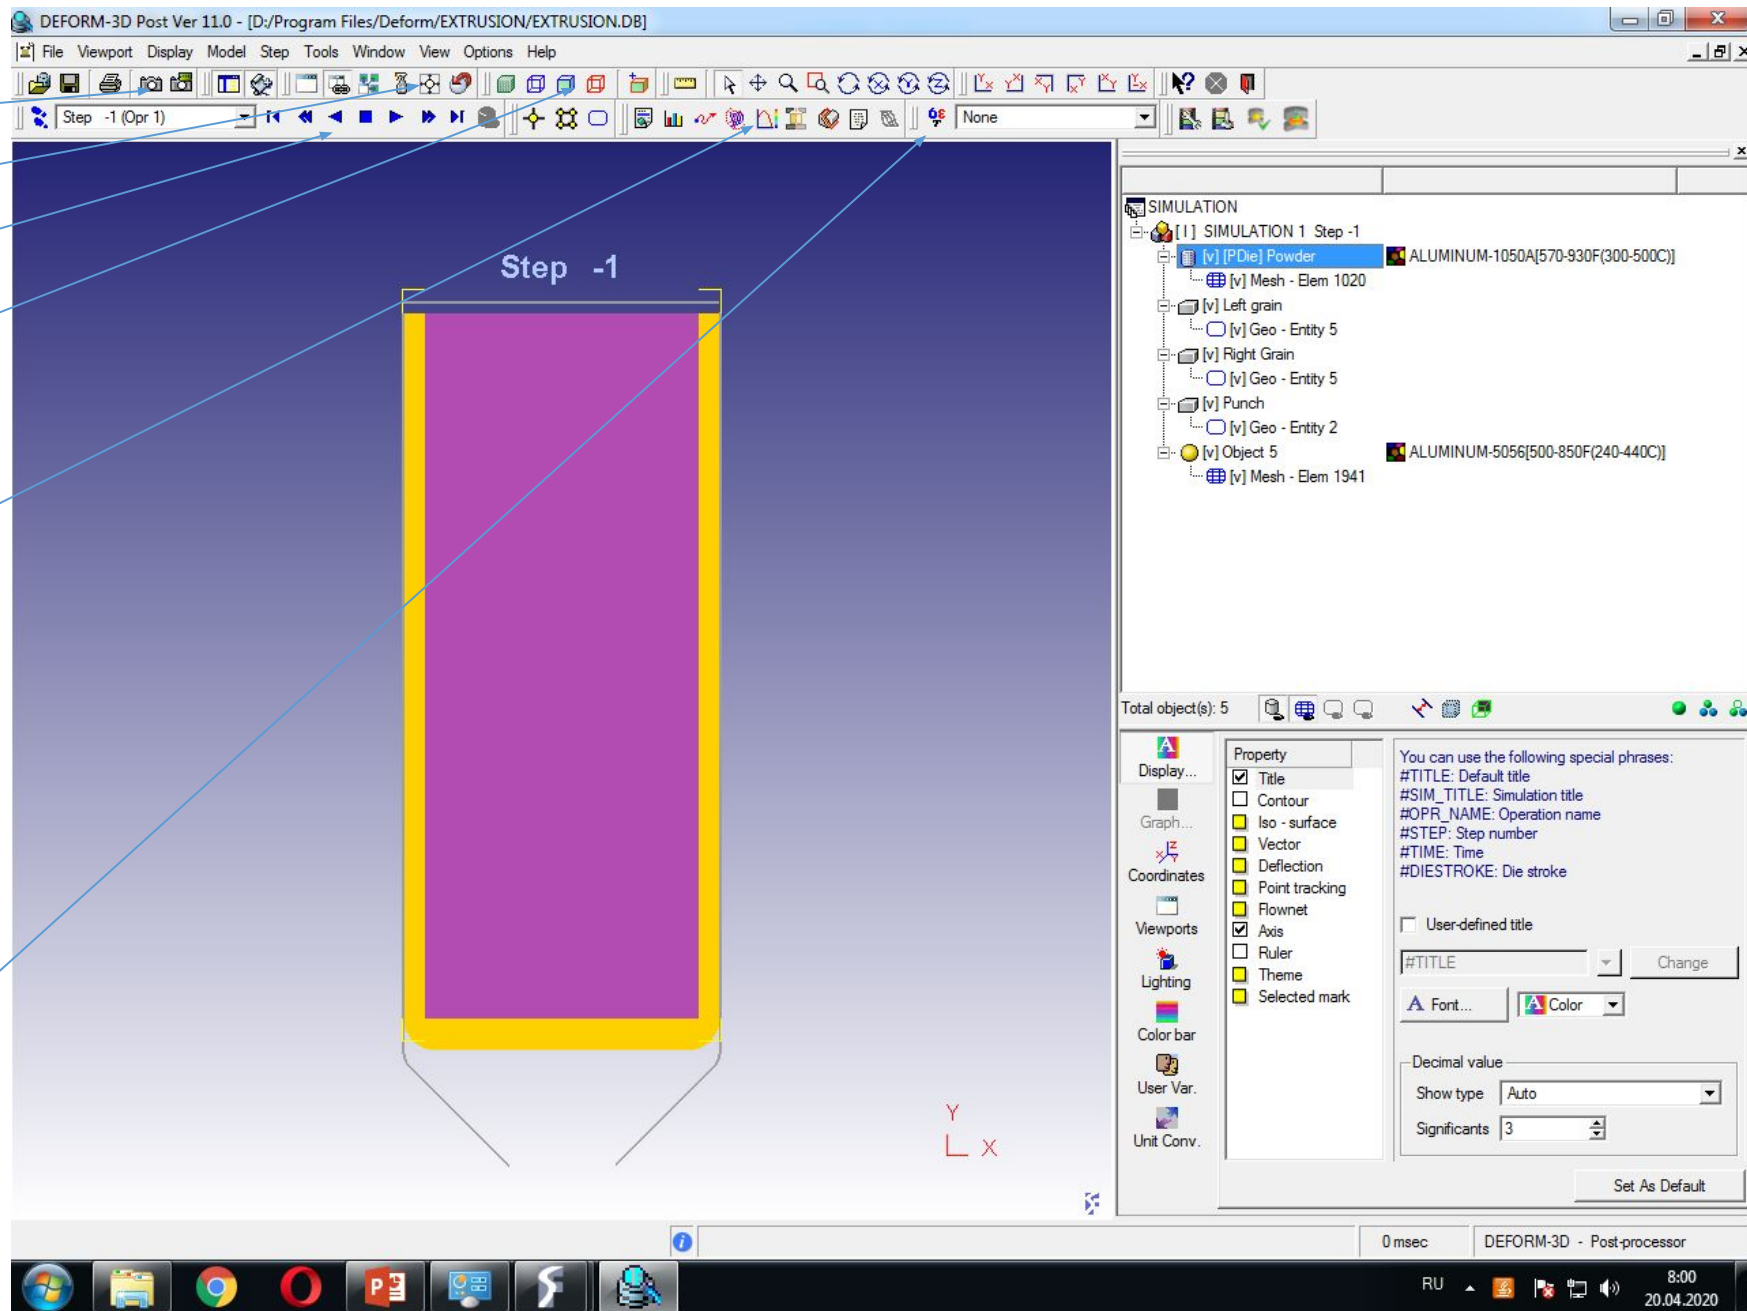 DEFORM-3D Post Ver 11.0 - [D:/Program Files/Deform/EXTRUSION/EXTRUSION.DB]
File Viewport Display Model Step Tools Window View Options Help
Step -1 (Opr 1)
None
Step -1
Y
X
SIMULATION
[I] SIMULATION 1 Step -1
[v] [PDie] Powder ALUMINUM-1050A[570-930F(300-500C)]
[v] Mesh - Elem 1020
[v] Left grain
[v] Geo - Entity 5
[v] Right Grain
[v] Geo - Entity 5
[v] Punch
[v] Geo - Entity 2
[v] Object 5 ALUMINUM-5056[500-850F(240-440C)]
[v] Mesh - Elem 1941
Total object(s): 5
Display...
Graph...
Coordinates
Viewports
Lighting
Color bar
User Var.
Unit Conv.
Property
Title
Contour
Iso - surface
Vector
Deflection
Point tracking
Flownet
Axis
Ruler
Theme
Selected mark
You can use the following special phrases:
#TITLE: Default title
#SIM_TITLE: Simulation title
#OPR_NAME: Operation name
#STEP: Step number
#TIME: Time
#DIESTROKE: Die stroke
User-defined title
#TITLE Change
A Font... A Color
Decimal value
Show type Auto
Significants 3
Set As Default
0 msec DEFORM-3D - Post-processor
RU 8:00
20.04.2020